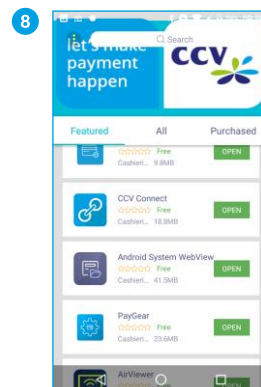 8
let's make
Search
payment
happen
CCV
Featured All Purchased
Free
OPEN
Cashieri... 9.8MB
CCV Connect
Free
OPEN
Cashieri... 18.8MB
Android System WebView
Free
OPEN
Cashieri... 41.5MB
PayGear
Free
OPEN
Cashieri... 23.6MB
AirViewer